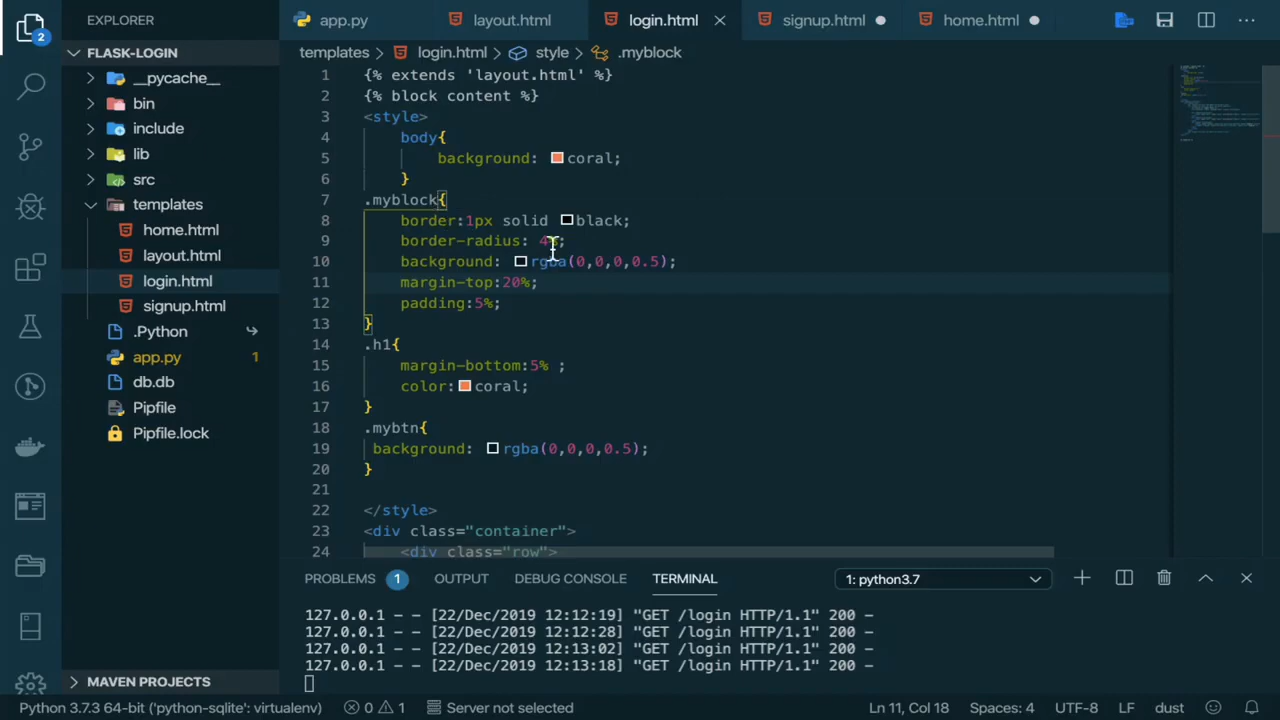 EXPLORER
app.py
layout.html
login.html
signup.html
home.html
2
FLASK-LOGIN
templates > login.html > style > .myblock
__pycache__
bin
include
lib
src
templates
home.html
layout.html
login.html
signup.html
.Python
app.py 1
db.db
Pipfile
Pipfile.lock
MAVEN PROJECTS
1 {% extends 'layout.html' %}
2 {% block content %}
3 <style>
4 body{
5 background: coral;
6 }
7 .myblock{
8 border:1px solid black;
9 border-radius: 4%;
10 background: rgba(0,0,0,0.5);
11 margin-top:20%;
12 padding:5%;
13 }
14 .h1{
15 margin-bottom:5% ;
16 color: coral;
17 }
18 .mybtn{
19 background: rgba(0,0,0,0.5);
20 }
21
22 </style>
23 <div class="container">
24 <div class="row">
PROBLEMS 1 OUTPUT DEBUG CONSOLE TERMINAL 1: python3.7
127.0.0.1 - - [22/Dec/2019 12:12:19] "GET /login HTTP/1.1" 200 -
127.0.0.1 - - [22/Dec/2019 12:12:28] "GET /login HTTP/1.1" 200 -
127.0.0.1 - - [22/Dec/2019 12:13:02] "GET /login HTTP/1.1" 200 -
127.0.0.1 - - [22/Dec/2019 12:13:18] "GET /login HTTP/1.1" 200 -
Python 3.7.3 64-bit ('python-sqlite': virtualenv) 0 1 Server not selected Ln 11, Col 18 Spaces: 4 UTF-8 LF dust